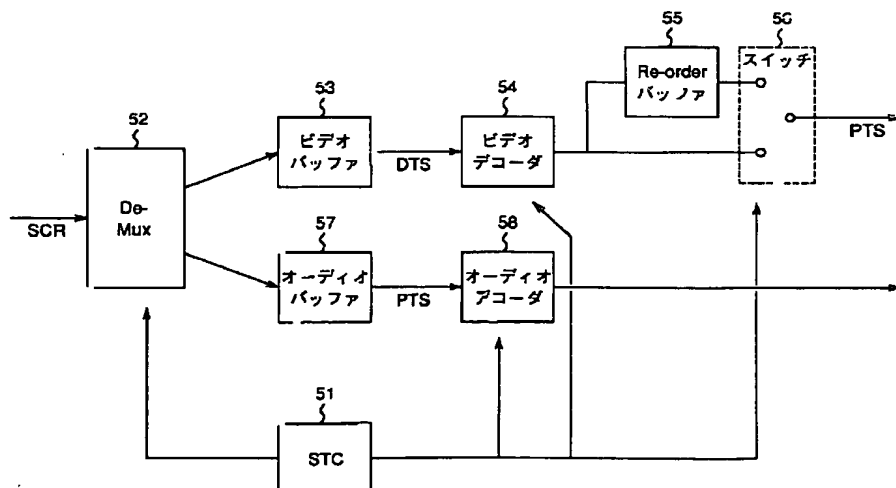 55
56
Re-order
バッファ
スイッチ
PTS
53
ビデオ
バッファ
DTS
54
ビデオ
デコーダ
52
De-
Mux
SCR
57
オーディオ
バッファ
PTS
58
オーディオ
デコーダ
51
STC